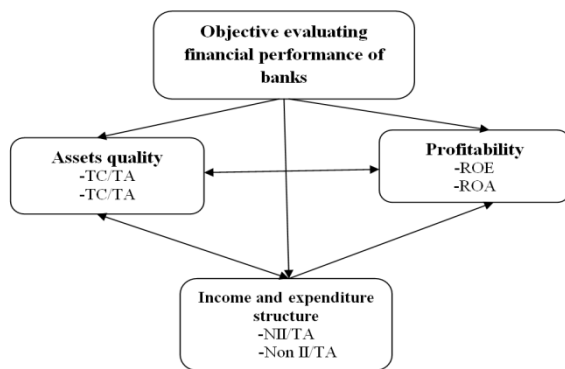 Objective evaluating
financial performance of
banks
Assets quality
-TC/TA
-TC/TA
Profitability
-ROE
-ROA
Income and expenditure
structure
-NII/TA
-Non II/TA